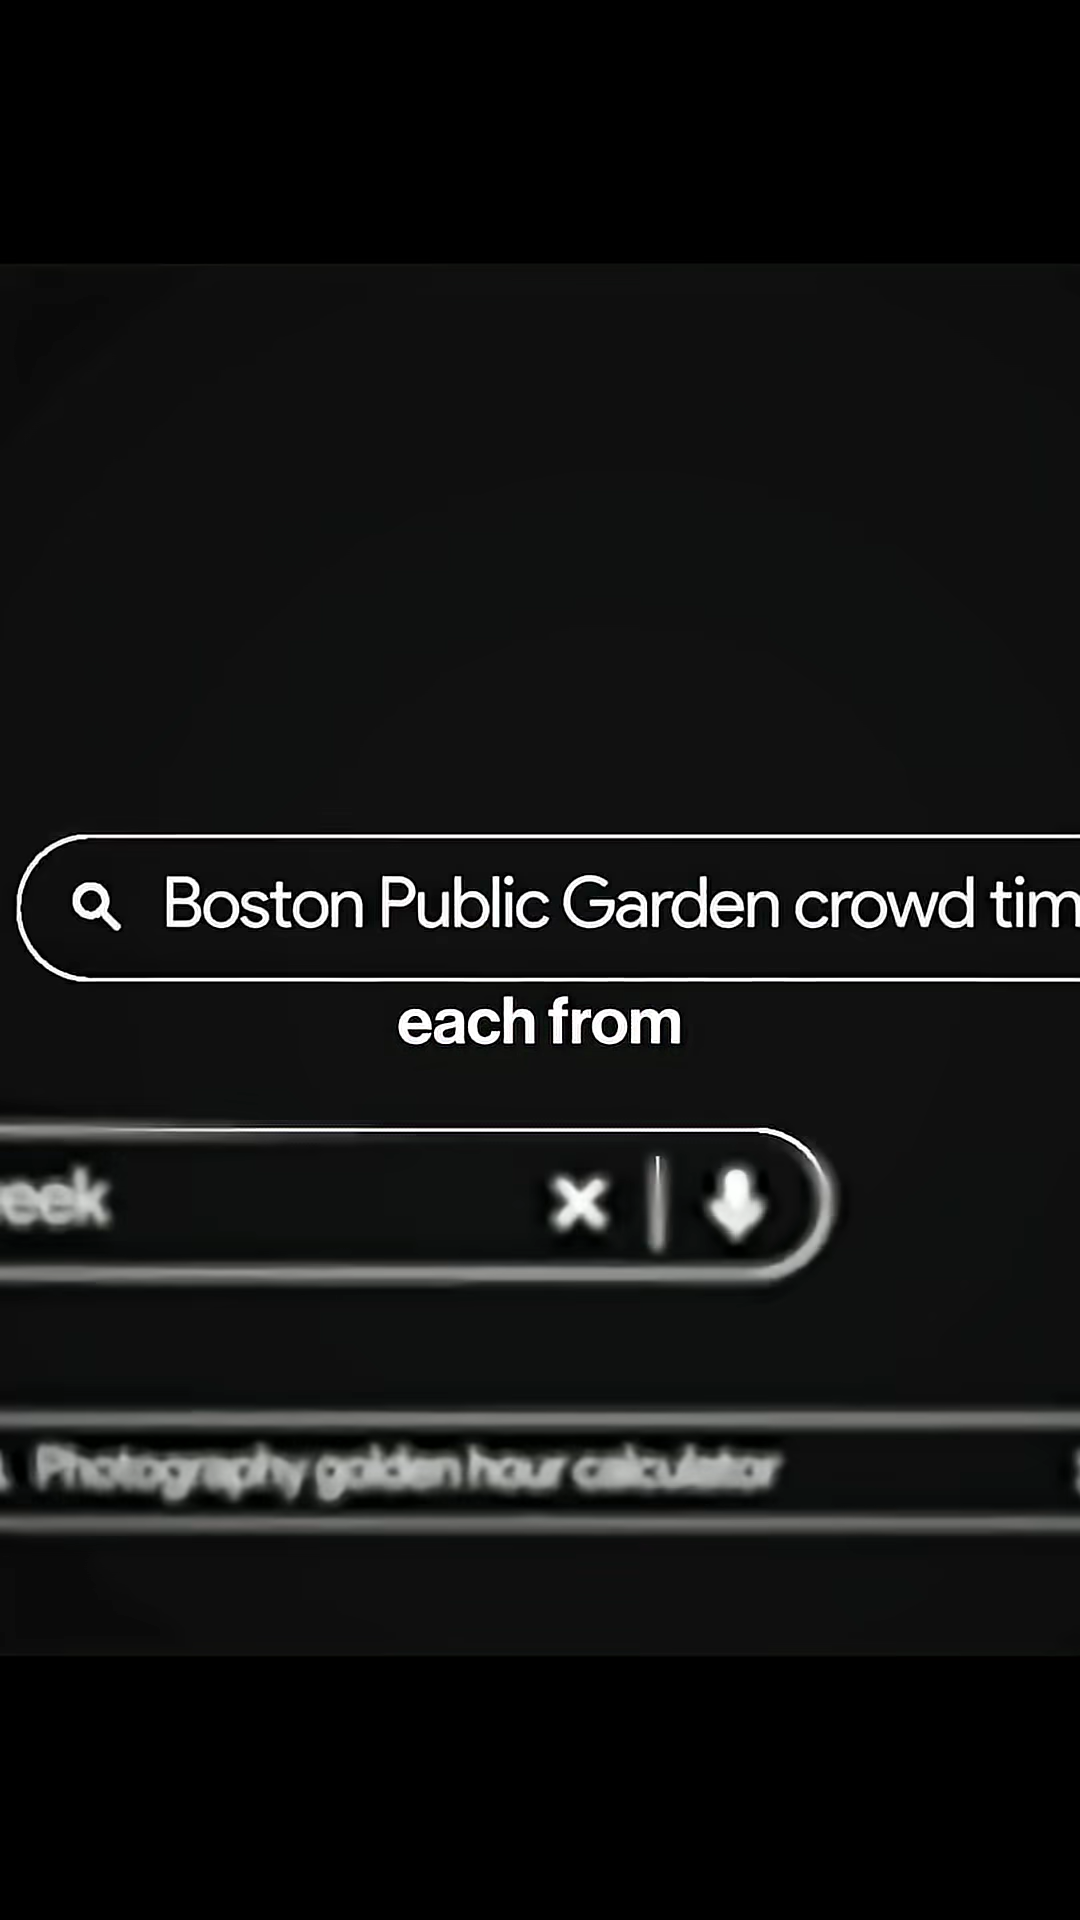 Boston Public Garden crowd tim
each from
eek
Photography golden hour calculator